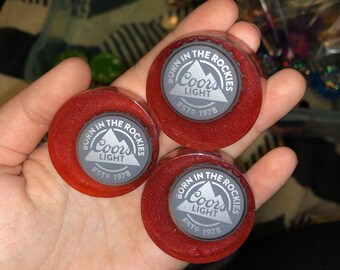 BORN IN THE ROCKIES
Coors
LIGHT
ESTD 1978
BORN IN THE ROCKIES
Coors
LIGHT
ESTD 1978
BORN IN THE ROCKIES
Coors
LIGHT
ESTD 1978